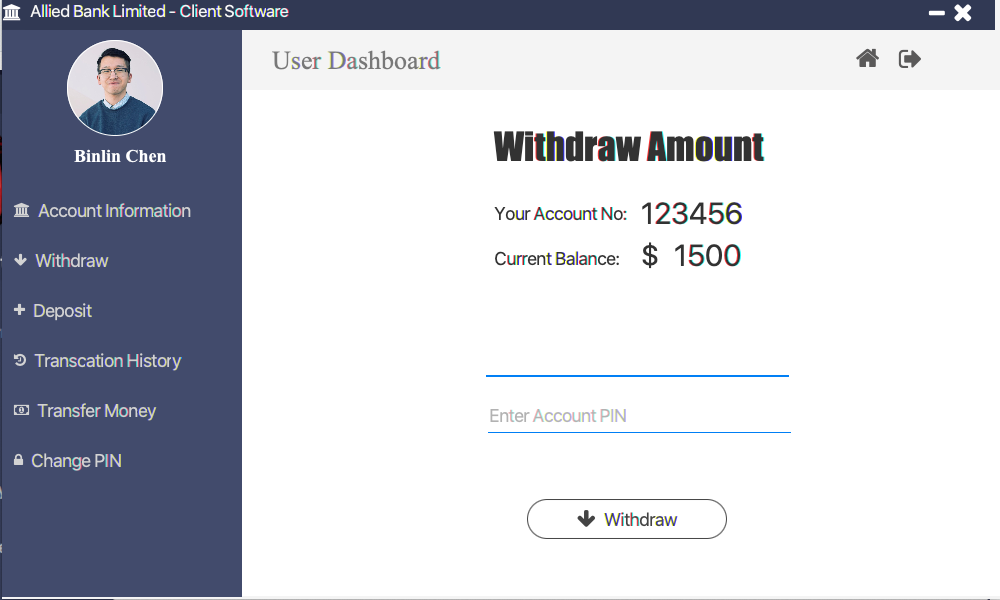 Allied Bank Limited - Client Software
Binlin Chen
Account Information
Withdraw
Deposit
Transcation History
Transfer Money
Change PIN
User Dashboard
Withdraw Amount
Your Account No: 123456
Current Balance: $ 1500
Enter Account PIN
Withdraw